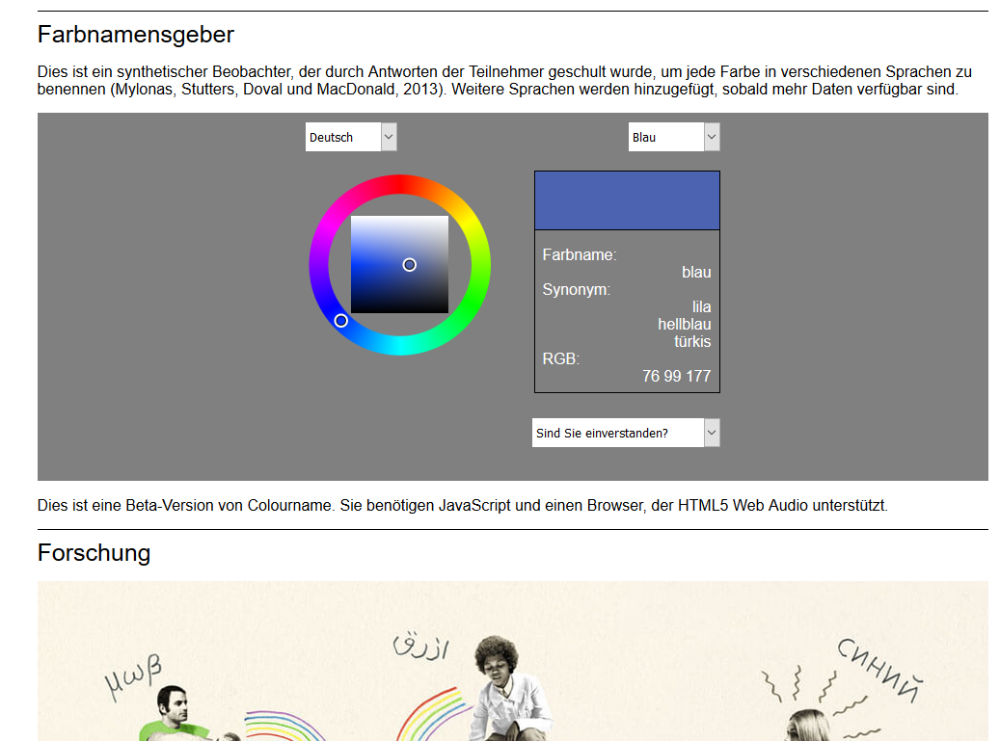 Farbnamensgeber
Dies ist ein synthetischer Beobachter, der durch Antworten der Teilnehmer geschult wurde, um jede Farbe in verschiedenen Sprachen zu
benennen (Mylonas, Stutters, Doval und MacDonald, 2013). Weitere Sprachen werden hinzugefügt, sobald mehr Daten verfügbar sind.
Deutsch
Blau
Farbname:
blau
Synonym:
lila
hellblau
türkis
RGB:
76 99 177
Sind Sie einverstanden?
Dies ist eine Beta-Version von Colourname. Sie benötigen JavaScript und einen Browser, der HTML5 Web Audio unterstützt.
Forschung
μωβ
ازرق
синий